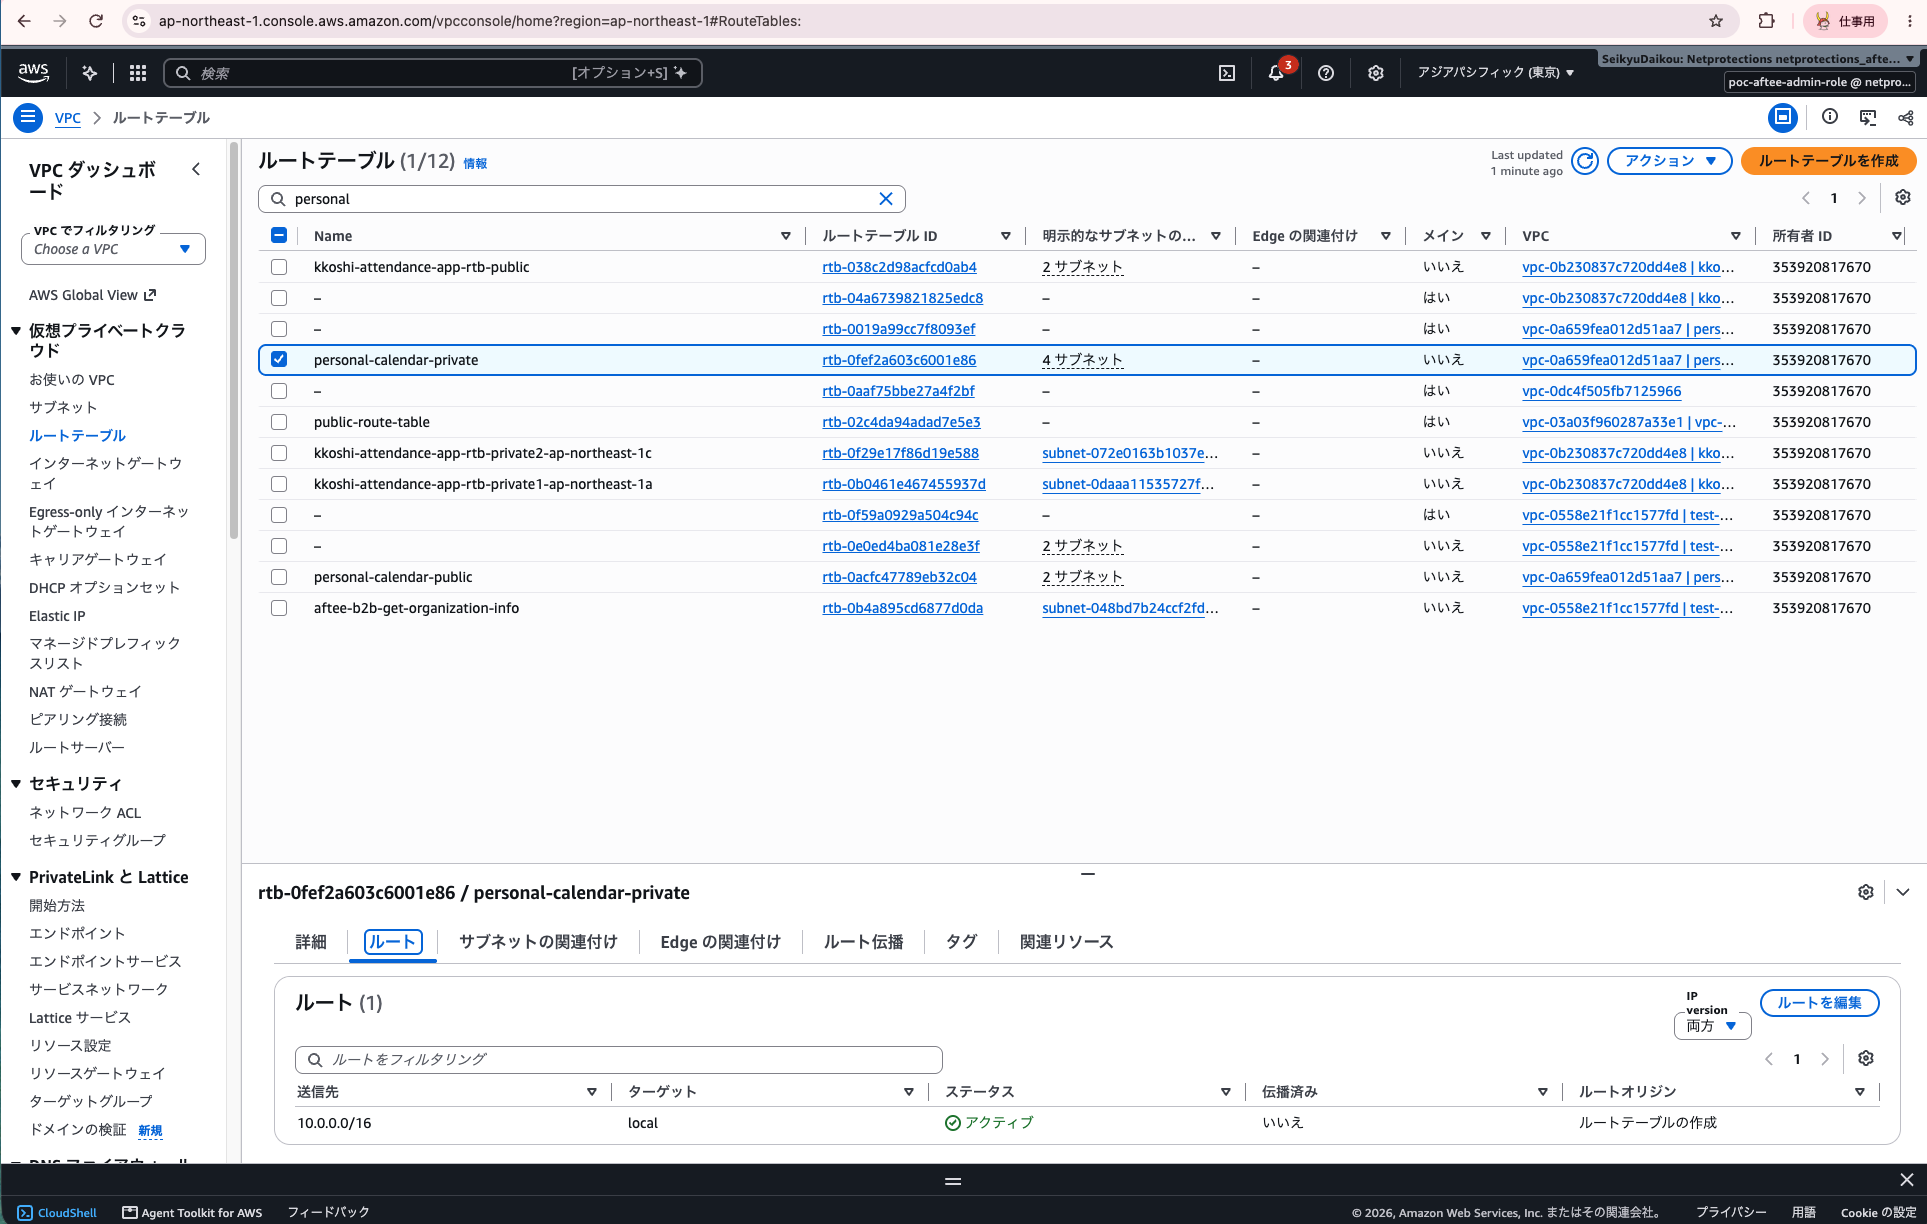 ap-northeast-1.console.aws.amazon.com/vpcconsole/home?region=ap-northeast-1#RouteTables:
仕事用
aws
検索
[オプション+S]
3
アジアパシフィック (東京)
SeikyuDaikou: Netprotections netprotections_afte...
poc-aftee-admin-role @ netpro...
VPC
ルートテーブル
VPC ダッシュボ
ード
VPC でフィルタリング
Choose a VPC
AWS Global View
仮想プライベートクラ
ウド
お使いの VPC
サブネット
ルートテーブル
インターネットゲートウ
ェイ
Egress-only インターネッ
トゲートウェイ
キャリアゲートウェイ
DHCP オプションセット
Elastic IP
マネージドプレフィック
スリスト
NAT ゲートウェイ
ピアリング接続
ルートサーバー
セキュリティ
ネットワーク ACL
セキュリティグループ
PrivateLink と Lattice
開始方法
エンドポイント
エンドポイントサービス
サービスネットワーク
Lattice サービス
リソース設定
リソースゲートウェイ
ターゲットグループ
ドメインの検証 新規
DNS ファイアウォール
ルートテーブル (1/12) 情報
Last updated
1 minute ago
アクション
ルートテーブルを作成
personal
1
Name ルートテーブル ID 明示的なサブネットの... Edge の関連付け メイン VPC 所有者 ID
kkoshi-attendance-app-rtb-public rtb-038c2d98acfcd0ab4 2 サブネット – いいえ vpc-0b230837c720dd4e8 | kko... 353920817670
– rtb-04a6739821825edc8 – – はい vpc-0b230837c720dd4e8 | kko... 353920817670
– rtb-0019a99cc7f8093ef – – はい vpc-0a659fea012d51aa7 | pers... 353920817670
personal-calendar-private rtb-0fef2a603c6001e86 4 サブネット – いいえ vpc-0a659fea012d51aa7 | pers... 353920817670
– rtb-0aaf75bbe27a4f2bf – – はい vpc-0dc4f505fb7125966 353920817670
public-route-table rtb-02c4da94adad7e5e3 – – いいえ vpc-03a03f960287a33e1 | vpc-... 353920817670
kkoshi-attendance-app-rtb-private2-ap-northeast-1c rtb-0f29e17f86d19e588 subnet-072e0163b1037e... – いいえ vpc-0b230837c720dd4e8 | kko... 353920817670
kkoshi-attendance-app-rtb-private1-ap-northeast-1a rtb-0b0461e467455937d subnet-0daaa11535727f... – いいえ vpc-0b230837c720dd4e8 | kko... 353920817670
– rtb-0f59a0929a504c94c – – はい vpc-0558e21f1cc1577fd | test-... 353920817670
– rtb-0e0ed4ba081e28e3f 2 サブネット – いいえ vpc-0558e21f1cc1577fd | test-... 353920817670
personal-calendar-public rtb-0acfc47789eb32c04 2 サブネット – いいえ vpc-0a659fea012d51aa7 | pers... 353920817670
aftee-b2b-get-organization-info rtb-0b4a895cd6877d0da subnet-048bd7b24ccf2fd... – いいえ vpc-0558e21f1cc1577fd | test-... 353920817670
rtb-0fef2a603c6001e86 / personal-calendar-private
詳細 ルート サブネットの関連付け Edge の関連付け ルート伝播 タグ 関連リソース
ルート (1)
IP
version
両方
ルートを編集
ルートをフィルタリング
1
送信先 ターゲット ステータス 伝播済み ルートオリジン
10.0.0.0/16 local アクティブ いいえ ルートテーブルの作成
CloudShell Agent Toolkit for AWS フィードバック
© 2026, Amazon Web Services, Inc. またはその関連会社。 プライバシー 用語 Cookie の設定